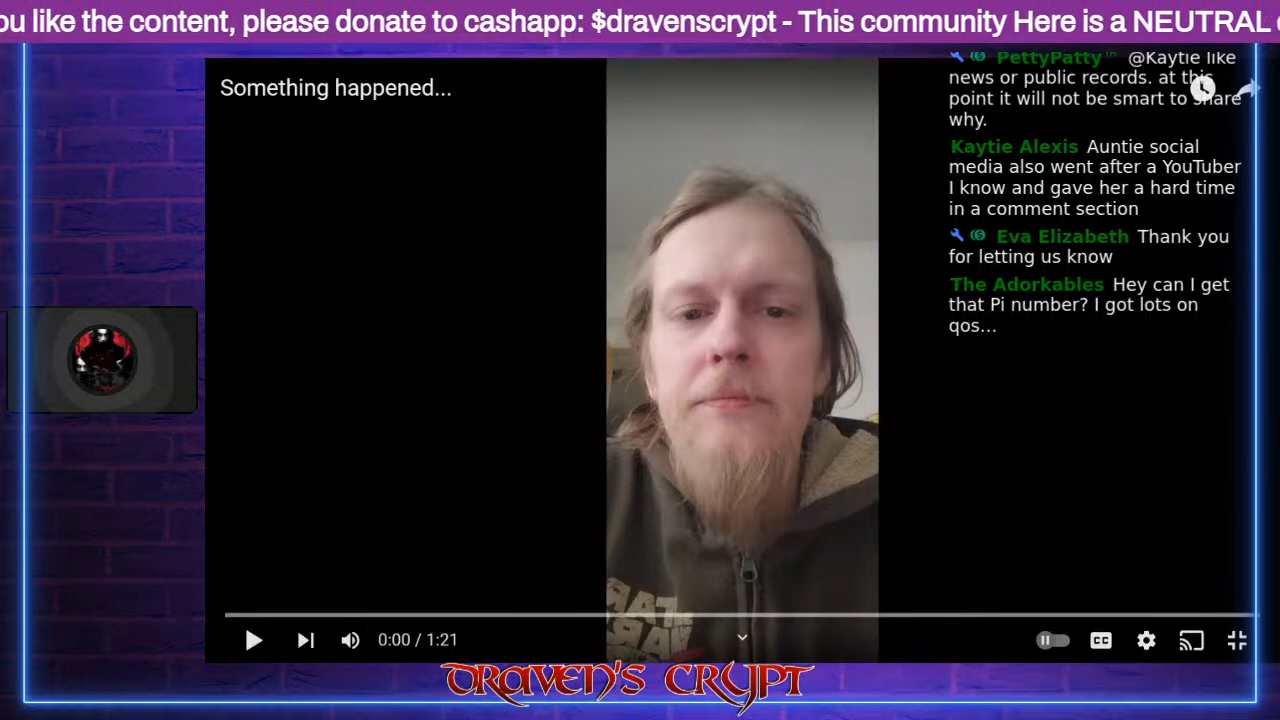 ou like the content, please donate to cashapp: $dravenscrypt - This community Here is a NEUTRAL
Something happened...
PettyPatty @Kaytie like
news or public records. at this
point it will not be smart to share
why.
Kaytie Alexis Auntie social
media also went after a YouTuber
I know and gave her a hard time
in a comment section
Eva Elizabeth Thank you
for letting us know
The Adorkables Hey can I get
that Pi number? I got lots on
qos...
0:00 / 1:21
CC
DRAVEN'S CRYPT